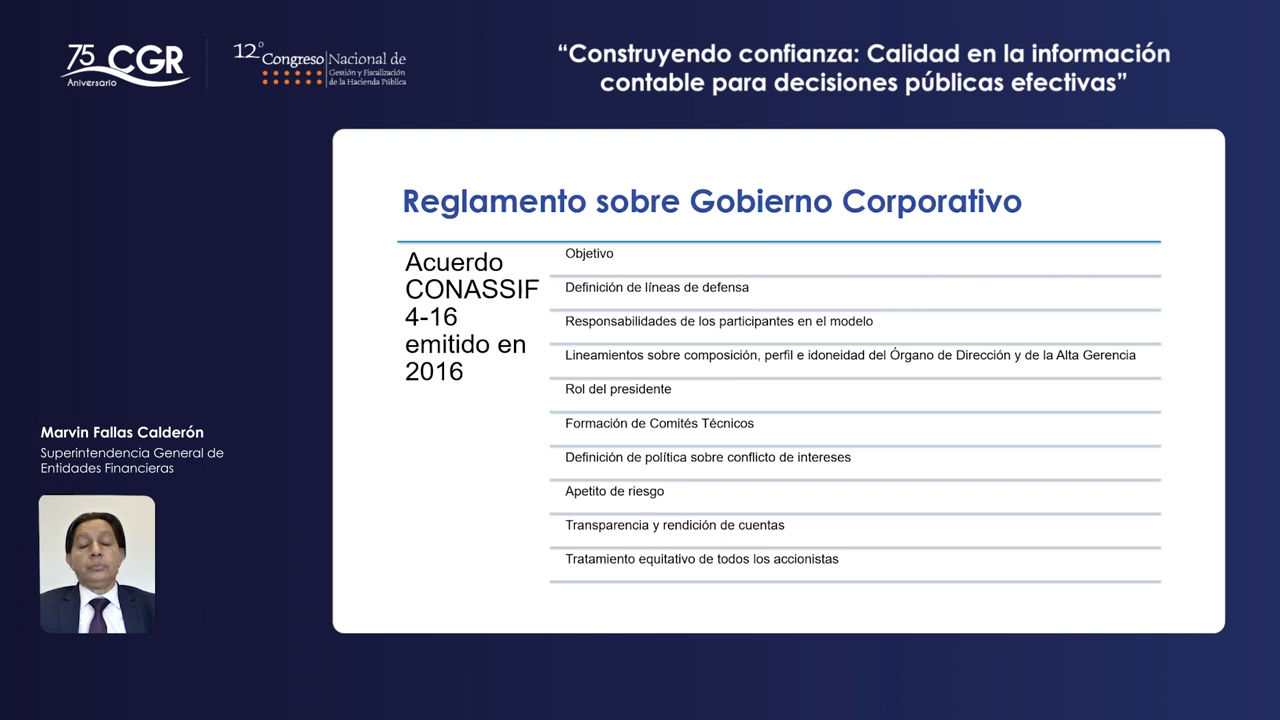 75 CGR
Aniversario
12° Congreso Nacional de
Gestión y Fiscalización
de la Hacienda Pública
“Construyendo confianza: Calidad en la información
contable para decisiones públicas efectivas”
Reglamento sobre Gobierno Corporativo
Acuerdo
CONASSIF
4-16
emitido en
2016
Objetivo
Definición de líneas de defensa
Responsabilidades de los participantes en el modelo
Lineamientos sobre composición, perfil e idoneidad del Órgano de Dirección y de la Alta Gerencia
Rol del presidente
Formación de Comités Técnicos
Definición de política sobre conflicto de intereses
Apetito de riesgo
Transparencia y rendición de cuentas
Tratamiento equitativo de todos los accionistas
Marvin Fallas Calderón
Superintendencia General de
Entidades Financieras